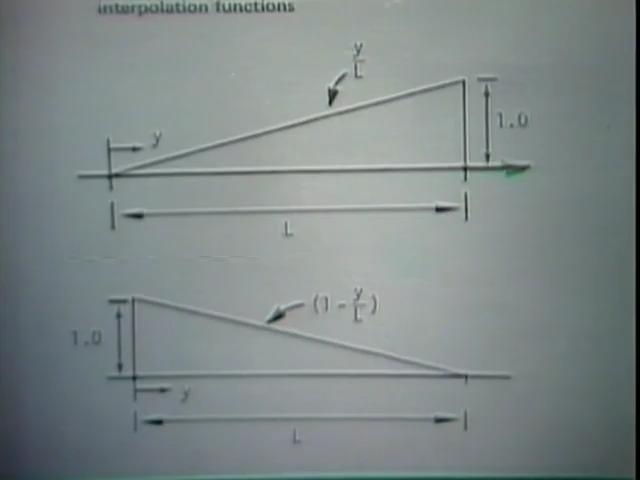 interpolation functions
y/L
y
1.0
L
1.0
(1 - y/L)
y
L